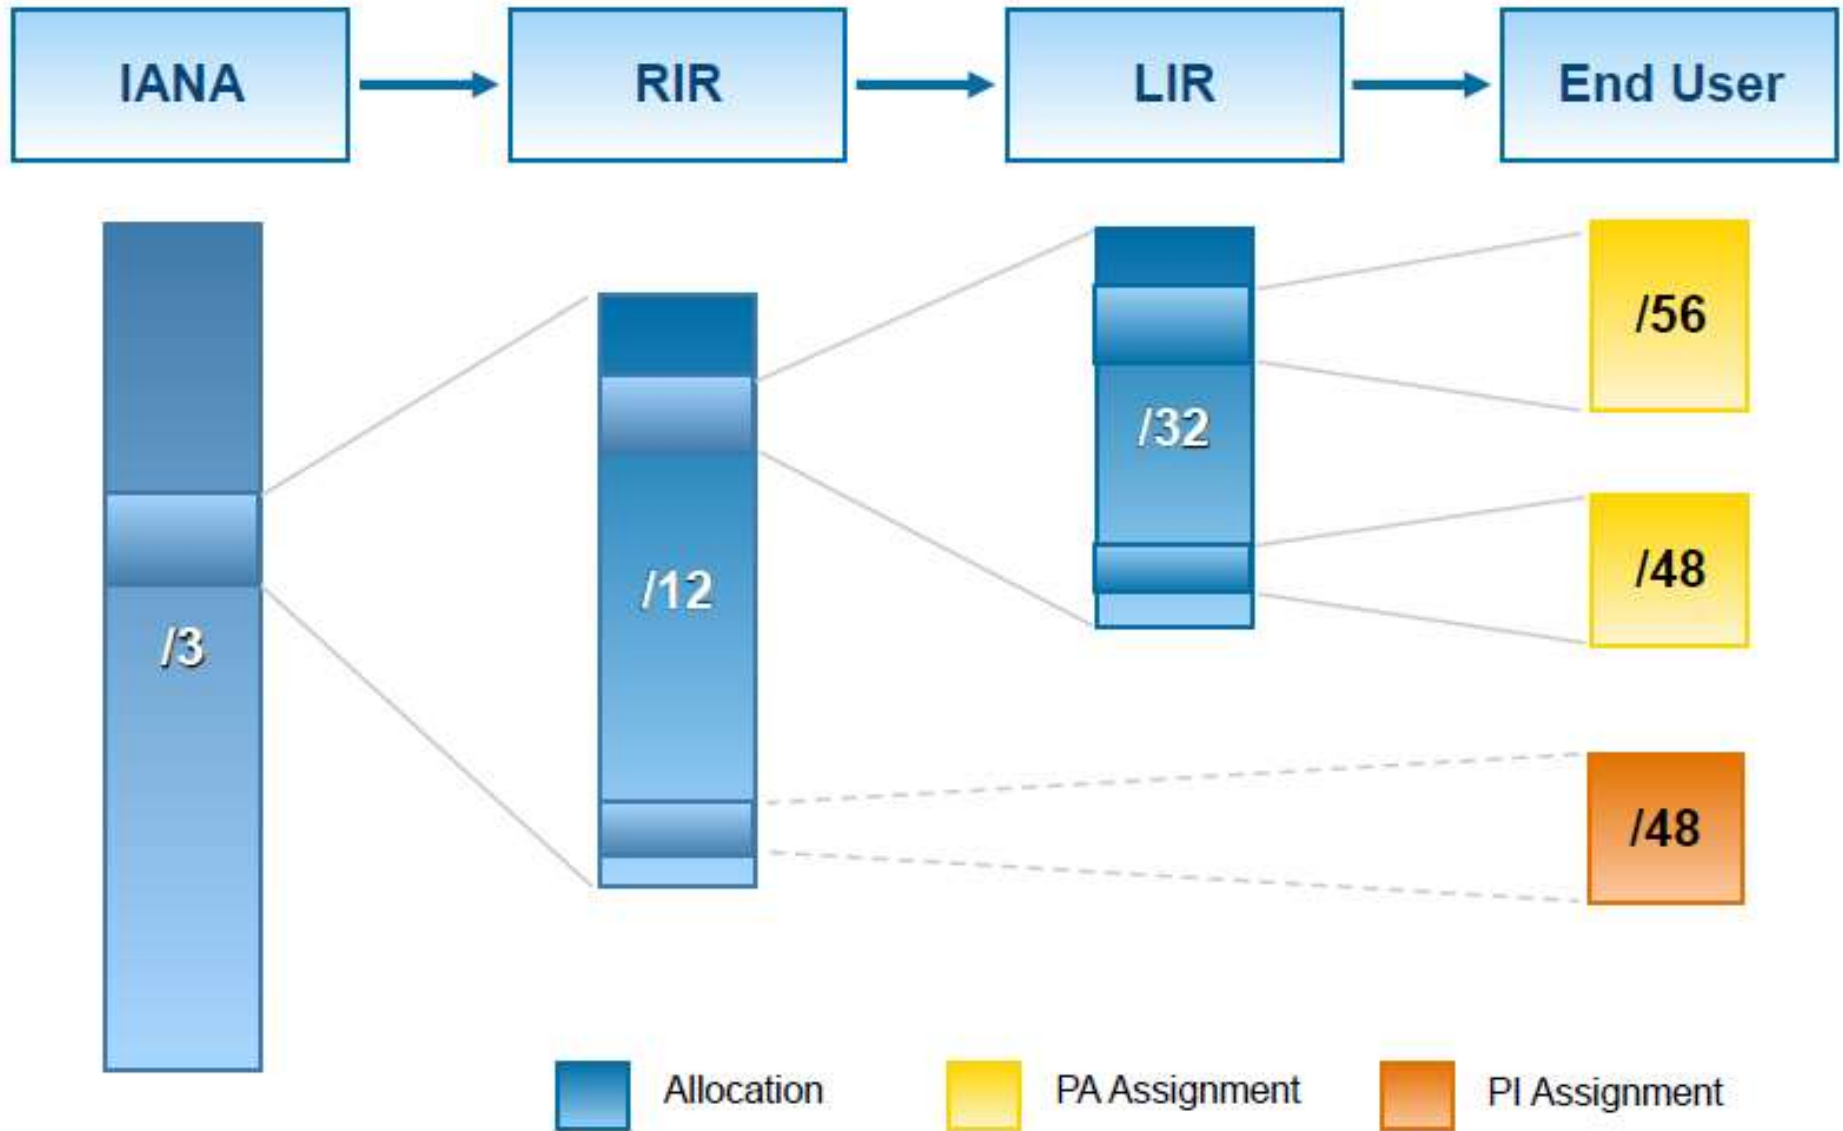 IANA
RIR
LIR
End User
/3
/12
/32
/56
/48
/48
Allocation
PA Assignment
PI Assignment